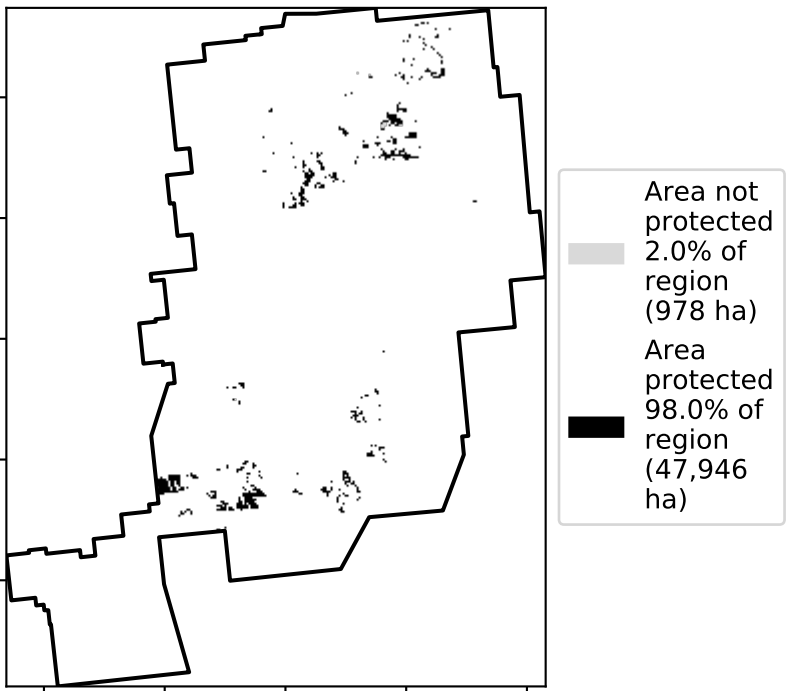 Area not
protected
2.0% of
region
(978 ha)
Area
protected
98.0% of
region
(47,946
ha)